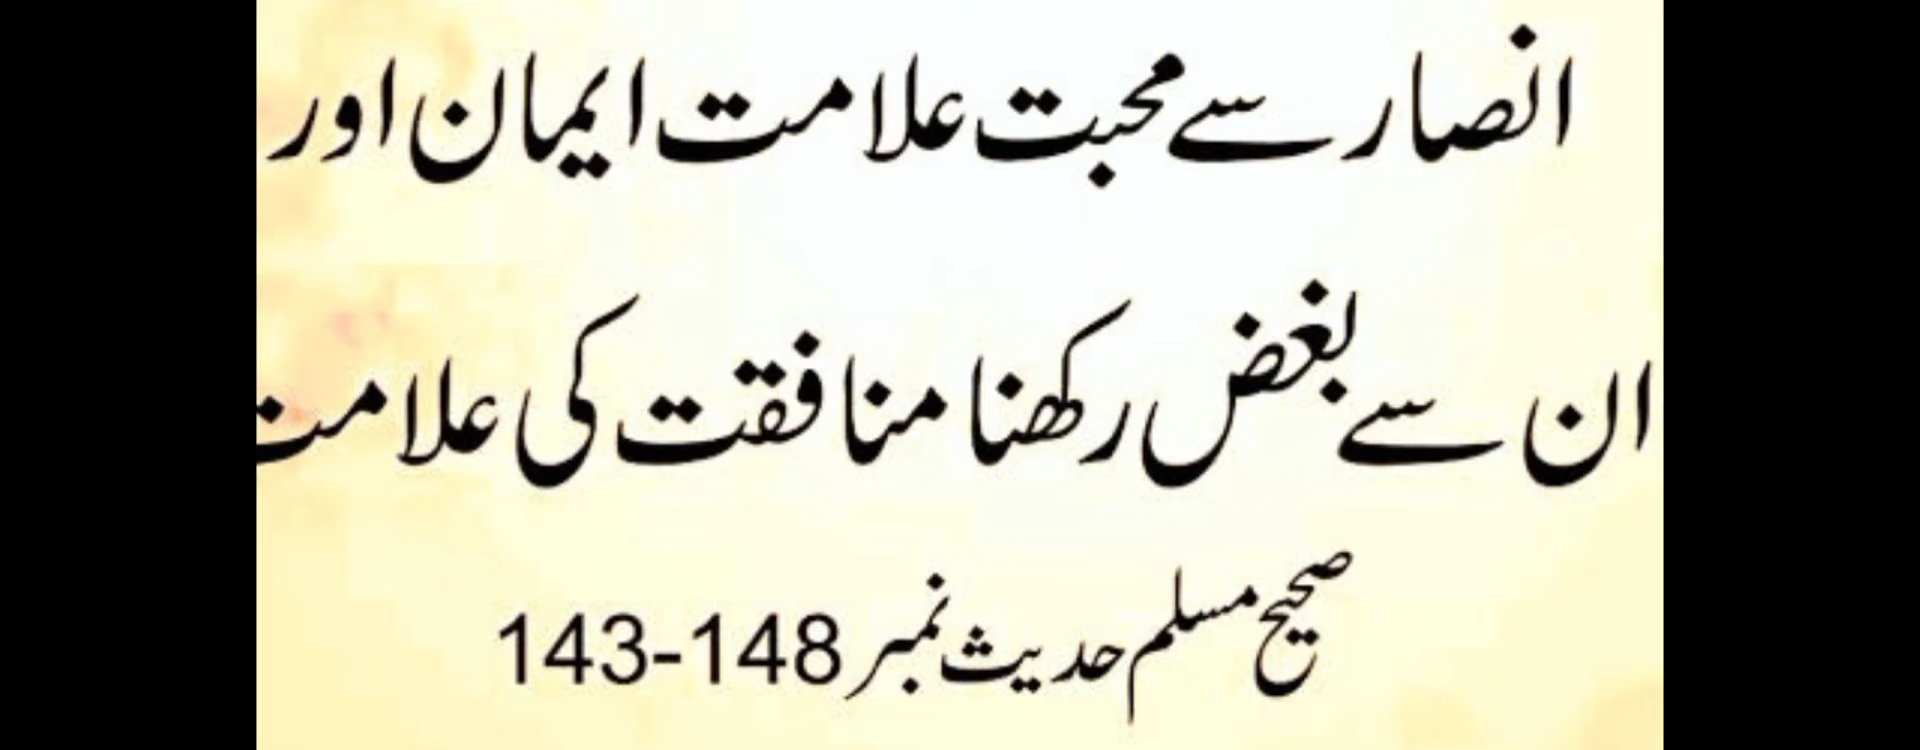 انصار سے محبت علامت ایمان اور
ان سے بغض رکھنا منافقت کی علامت
صحیح مسلم حدیث نمبر 148-143